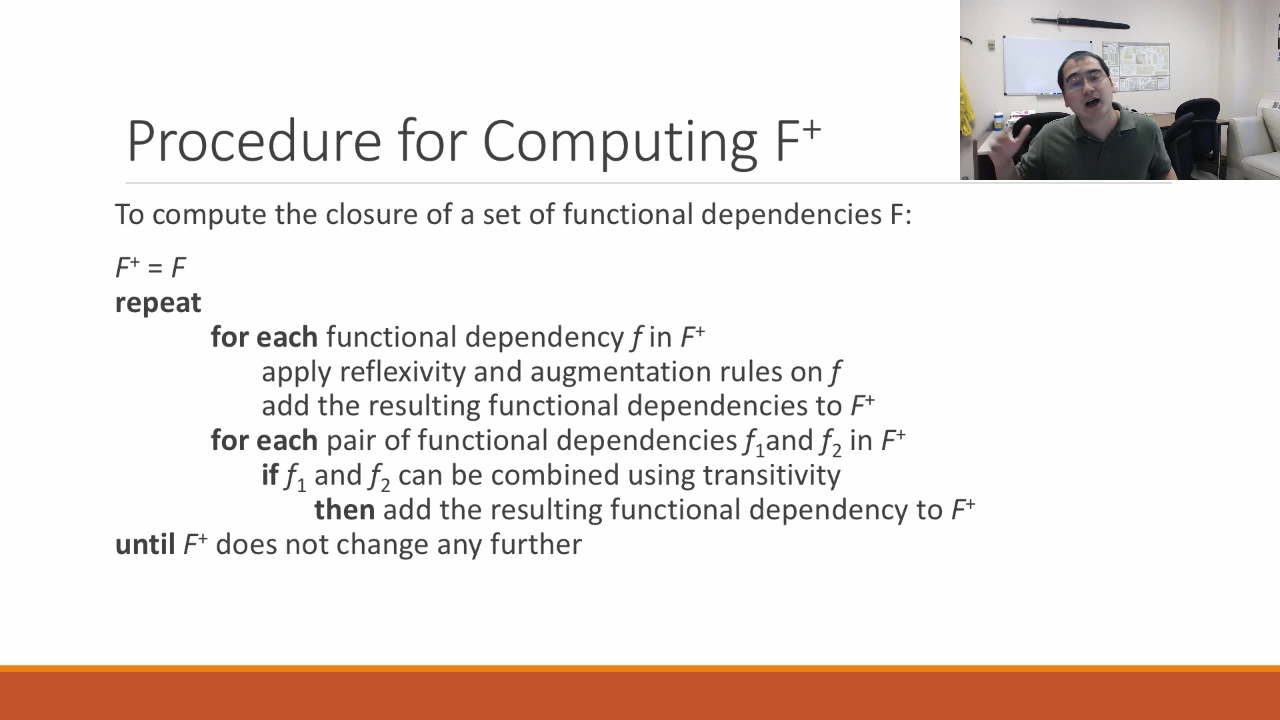 Procedure for Computing F⁺
To compute the closure of a set of functional dependencies F:
F⁺ = F
repeat
for each functional dependency f in F⁺
apply reflexivity and augmentation rules on f
add the resulting functional dependencies to F⁺
for each pair of functional dependencies f₁and f₂ in F⁺
if f₁ and f₂ can be combined using transitivity
then add the resulting functional dependency to F⁺
until F⁺ does not change any further